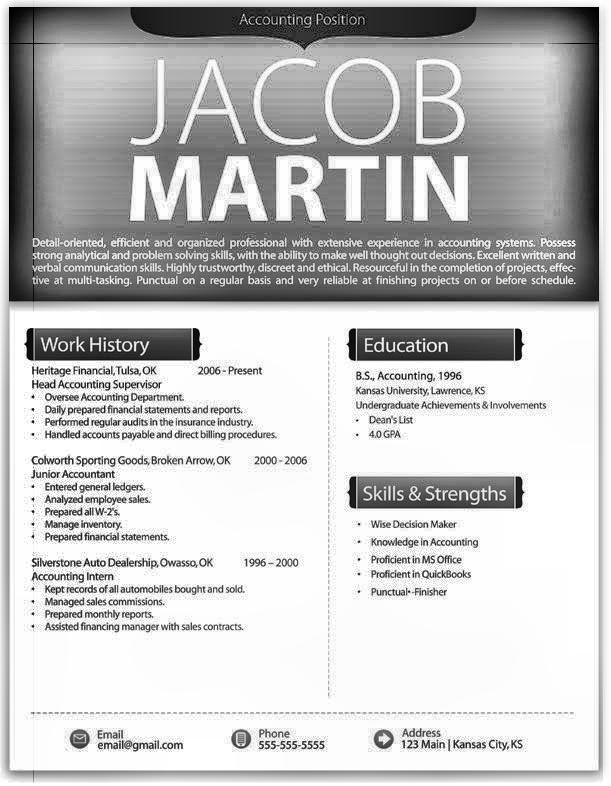 Accounting Position
JACOB
MARTIN
Detail-oriented, efficient and organized professional with extensive experience in accounting systems. Possess
strong analytical and problem solving skills, with the ability to make well thought out decisions. Excellent written and
verbal communication skills. Highly trustworthy, discreet and ethical. Resourceful in the completion of projects, effec-
tive at multi-tasking. Punctual on a regular basis and very reliable at finishing projects on or before schedule.
Work History
Heritage Financial, Tulsa, OK 2006 - Present
Head Accounting Supervisor
• Oversee Accounting Department.
• Daily prepared financial statements and reports.
• Performed regular audits in the insurance industry.
• Handled accounts payable and direct billing procedures.
Colworth Sporting Goods, Broken Arrow, OK 2000 - 2006
Junior Accountant
• Entered general ledgers.
• Analyzed employee sales.
• Prepared all W-2's.
• Manage inventory.
• Prepared financial statements.
Silverstone Auto Dealership, Owasso, OK 1996 – 2000
Accounting Intern
• Kept records of all automobiles bought and sold.
• Managed sales commissions.
• Prepared monthly reports.
• Assisted financing manager with sales contracts.
Education
B.S., Accounting, 1996
Kansas University, Lawrence, KS
Undergraduate Achievements & Involvements
• Dean's List
• 4.0 GPA
Skills & Strengths
• Wise Decision Maker
• Knowledge in Accounting
• Proficient in MS Office
• Proficient in QuickBooks
• Punctual•-Finisher
Email
email@gmail.com
Phone
555-555-5555
Address
123 Main | Kansas City, KS